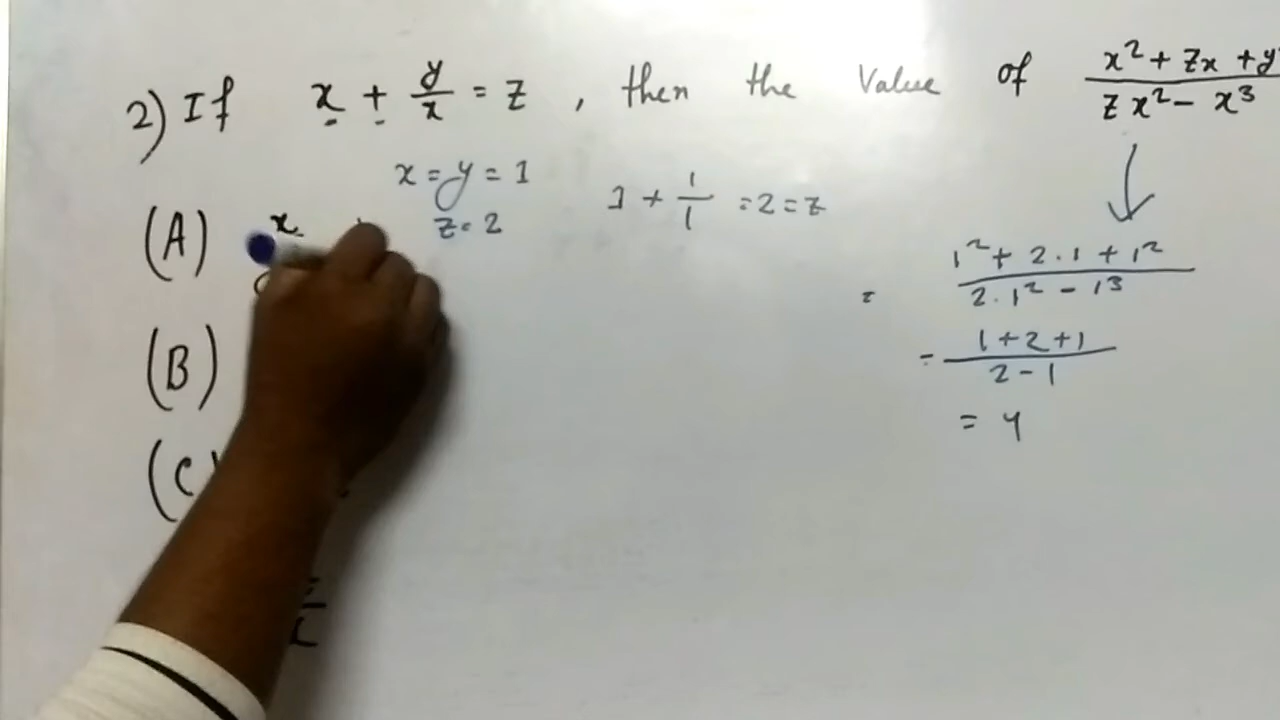 2) If x + y/x = z , then the Value of (x² + zx + y)/(zx² - x³)
x = y = 1
z = 2
1 + 1/1 = 2 = z
(A) x
= (1² + 2.1 + 1²)/(2.1² - 1³)
(B)
= (1+2+1)/(2-1)
(C
= 4